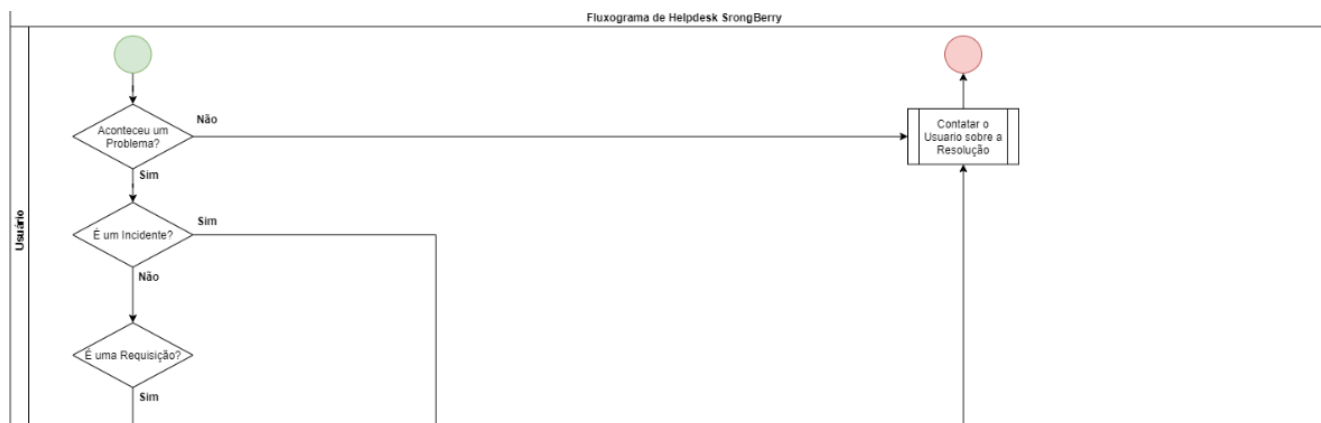 Fluxograma de Helpdesk SrongBerry
Usuário
Aconteceu um
Problema?
Não
Sim
Contatar o
Usuario sobre a
Resolução
É um Incidente?
Sim
Não
É uma Requisição?
Sim